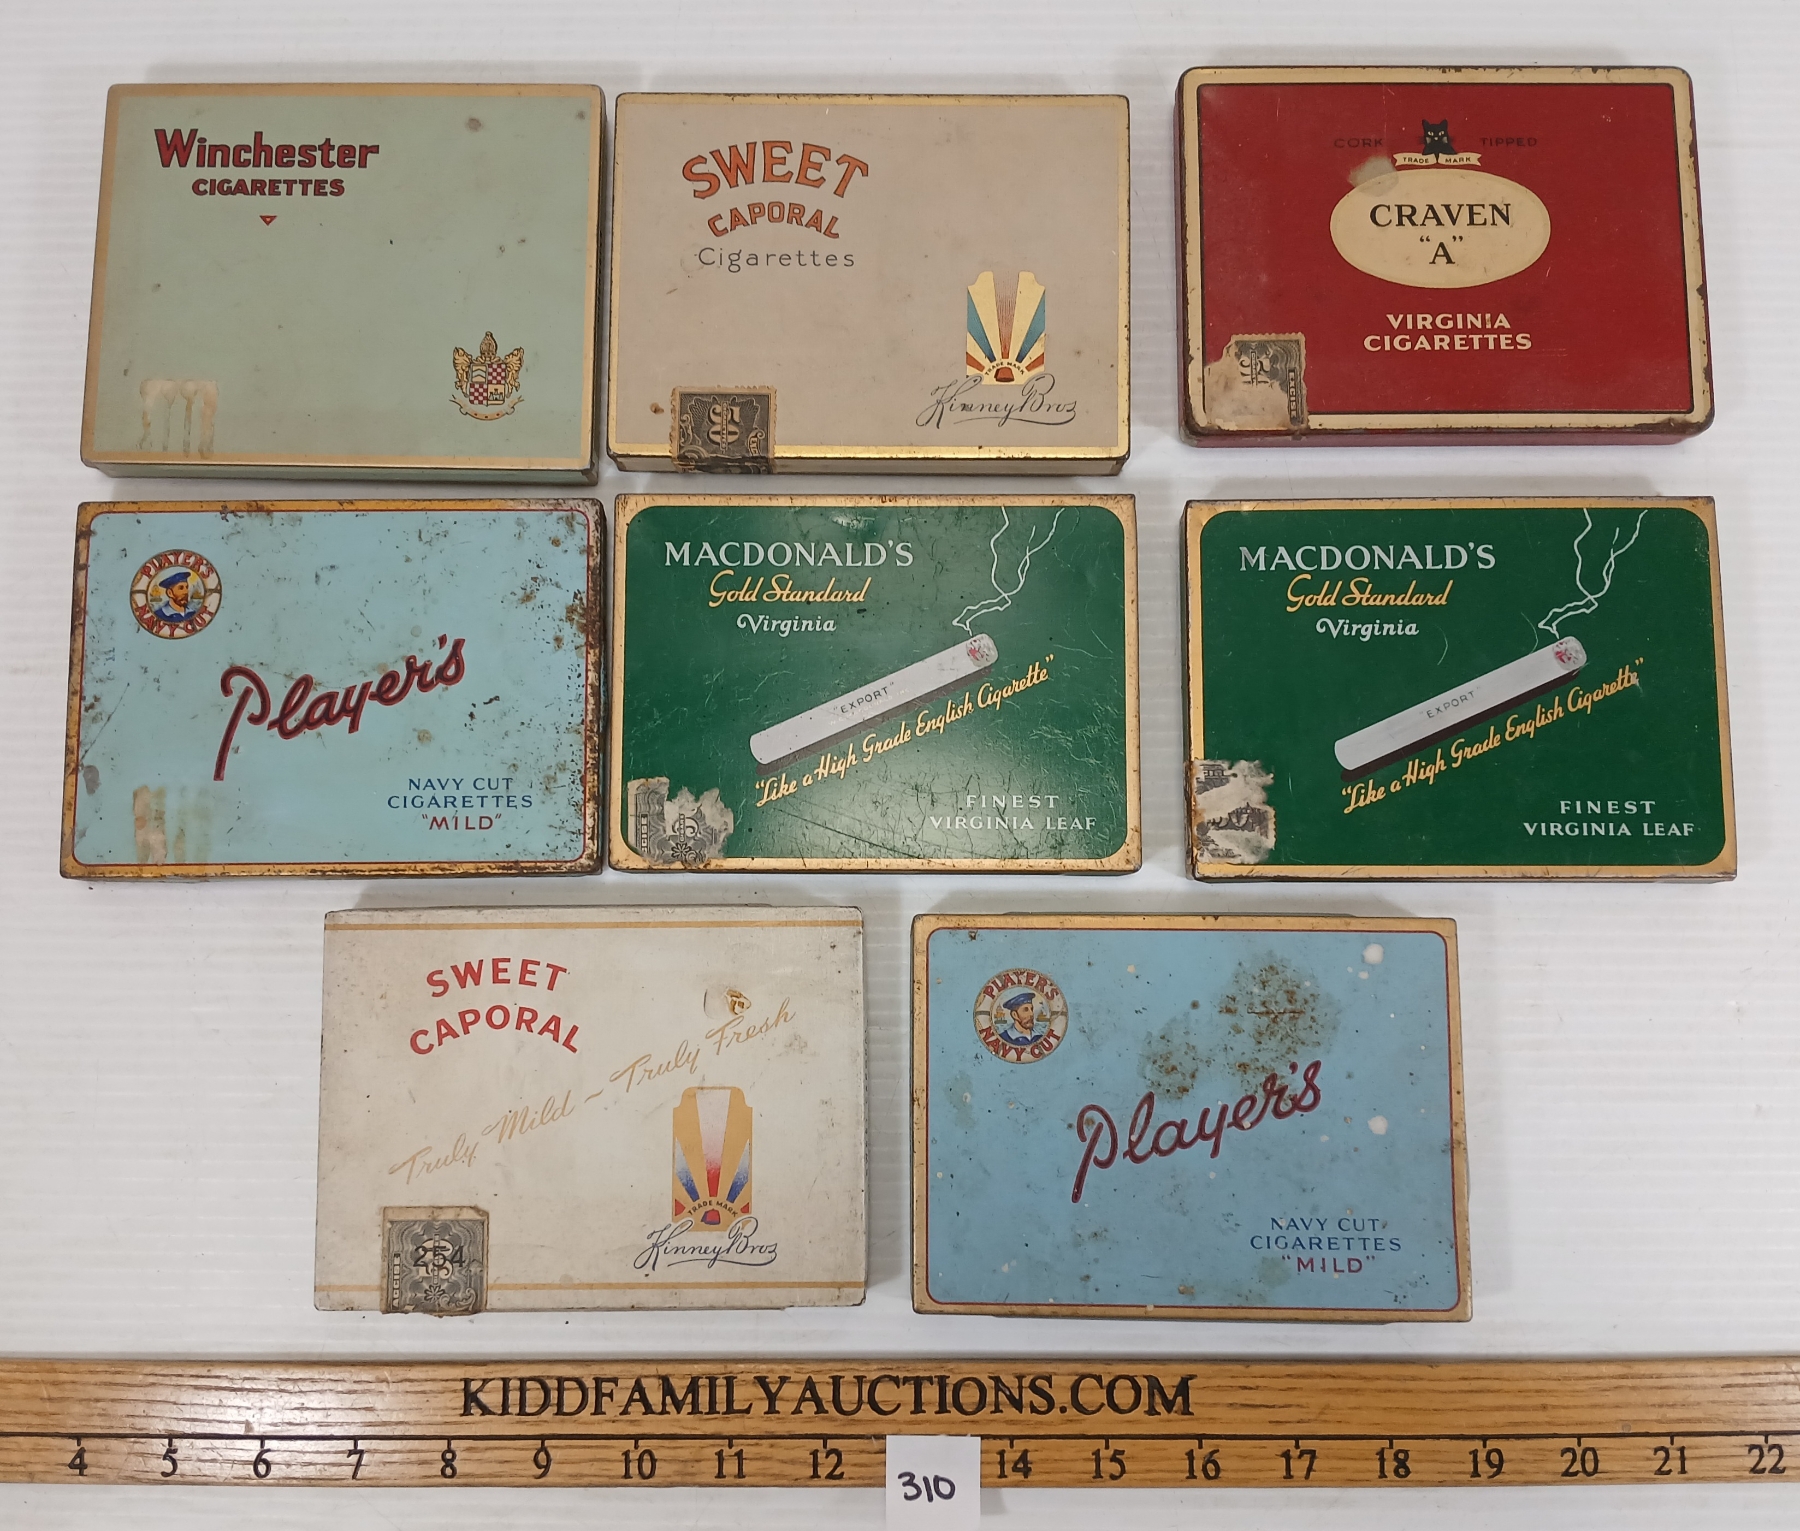 Winchester
CIGARETTES
SWEET
CAPORAL
Cigarettes
TRADE MARK
Kinney Bros
CORK TIPPED
TRADE MARK
CRAVEN
"A"
VIRGINIA
CIGARETTES
PLAYER'S
NAVY CUT
Player's
NAVY CUT
CIGARETTES
"MILD"
MACDONALD'S
Gold Standard
Virginia
"EXPORT"
"Like a High Grade English Cigarette"
FINEST
VIRGINIA LEAF
MACDONALD'S
Gold Standard
Virginia
"EXPORT"
"Like a High Grade English Cigarette"
FINEST
VIRGINIA LEAF
SWEET
CAPORAL
Truly Mild ~ Truly Fresh
TRADE MARK
Kinney Bros
254
PLAYER'S
NAVY CUT
Player's
NAVY CUT
CIGARETTES
"MILD"
KIDDFAMILYAUCTIONS.COM
4 5 6 7 8 9 10 11 12 14 15 16 17 18 19 20 21 22
310